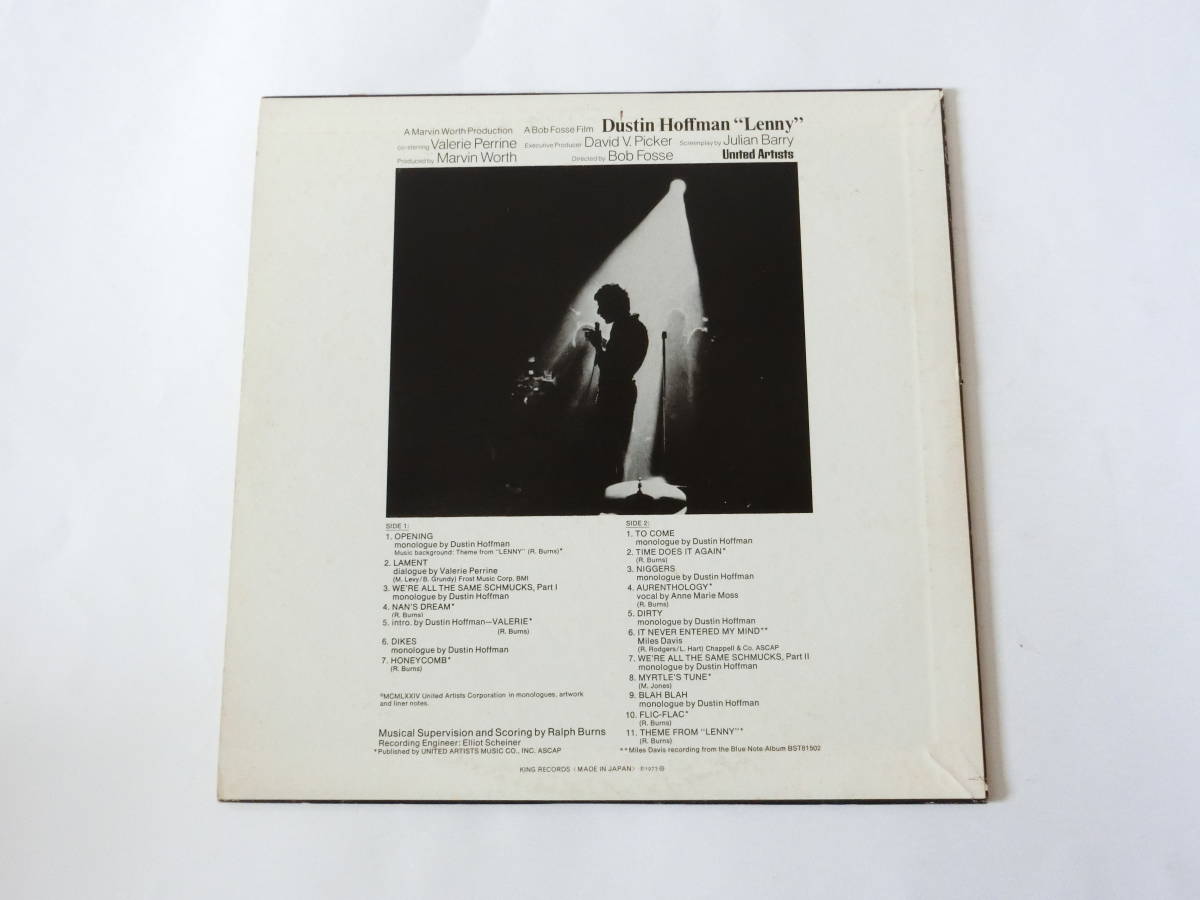 A Marvin Worth Production A Bob Fosse Film Dustin Hoffman “Lenny”
co-starring Valerie Perrine Executive Producer David V. Picker Screenplay by Julian Barry
Produced by Marvin Worth Directed by Bob Fosse United Artists
SIDE 1:
1. OPENING
monologue by Dustin Hoffman
Music background: Theme from “LENNY” (R. Burns)*
2. LAMENT
dialogue by Valerie Perrine
(M. Levy/B. Grundy) Frost Music Corp. BMI
3. WE'RE ALL THE SAME SCHMUCKS, Part I
monologue by Dustin Hoffman
4. NAN'S DREAM*
(R. Burns)
5. intro. by Dustin Hoffman—VALERIE*
(R. Burns)
6. DIKES
monologue by Dustin Hoffman
7. HONEYCOMB*
(R. Burns)
℗MCMLXXIV United Artists Corporation in monologues, artwork
and liner notes.
Musical Supervision and Scoring by Ralph Burns
Recording Engineer: Elliot Scheiner
*Published by UNITED ARTISTS MUSIC CO., INC. ASCAP
SIDE 2:
1. TO COME
monologue by Dustin Hoffman
2. TIME DOES IT AGAIN*
(R. Burns)
3. NIGGERS
monologue by Dustin Hoffman
4. AURENTHOLOGY*
vocal by Anne Marie Moss
(R. Burns)
5. DIRTY
monologue by Dustin Hoffman
6. IT NEVER ENTERED MY MIND**
Miles Davis
(R. Rodgers/L. Hart) Chappell & Co. ASCAP
7. WE'RE ALL THE SAME SCHMUCKS, Part II
monologue by Dustin Hoffman
8. MYRTLE'S TUNE*
(M. Jones)
9. BLAH BLAH
monologue by Dustin Hoffman
10. FLIC-FLAC*
(R. Burns)
11. THEME FROM “LENNY”*
(R. Burns)
**Miles Davis recording from the Blue Note Album BST81502
KING RECORDS (MADE IN JAPAN)